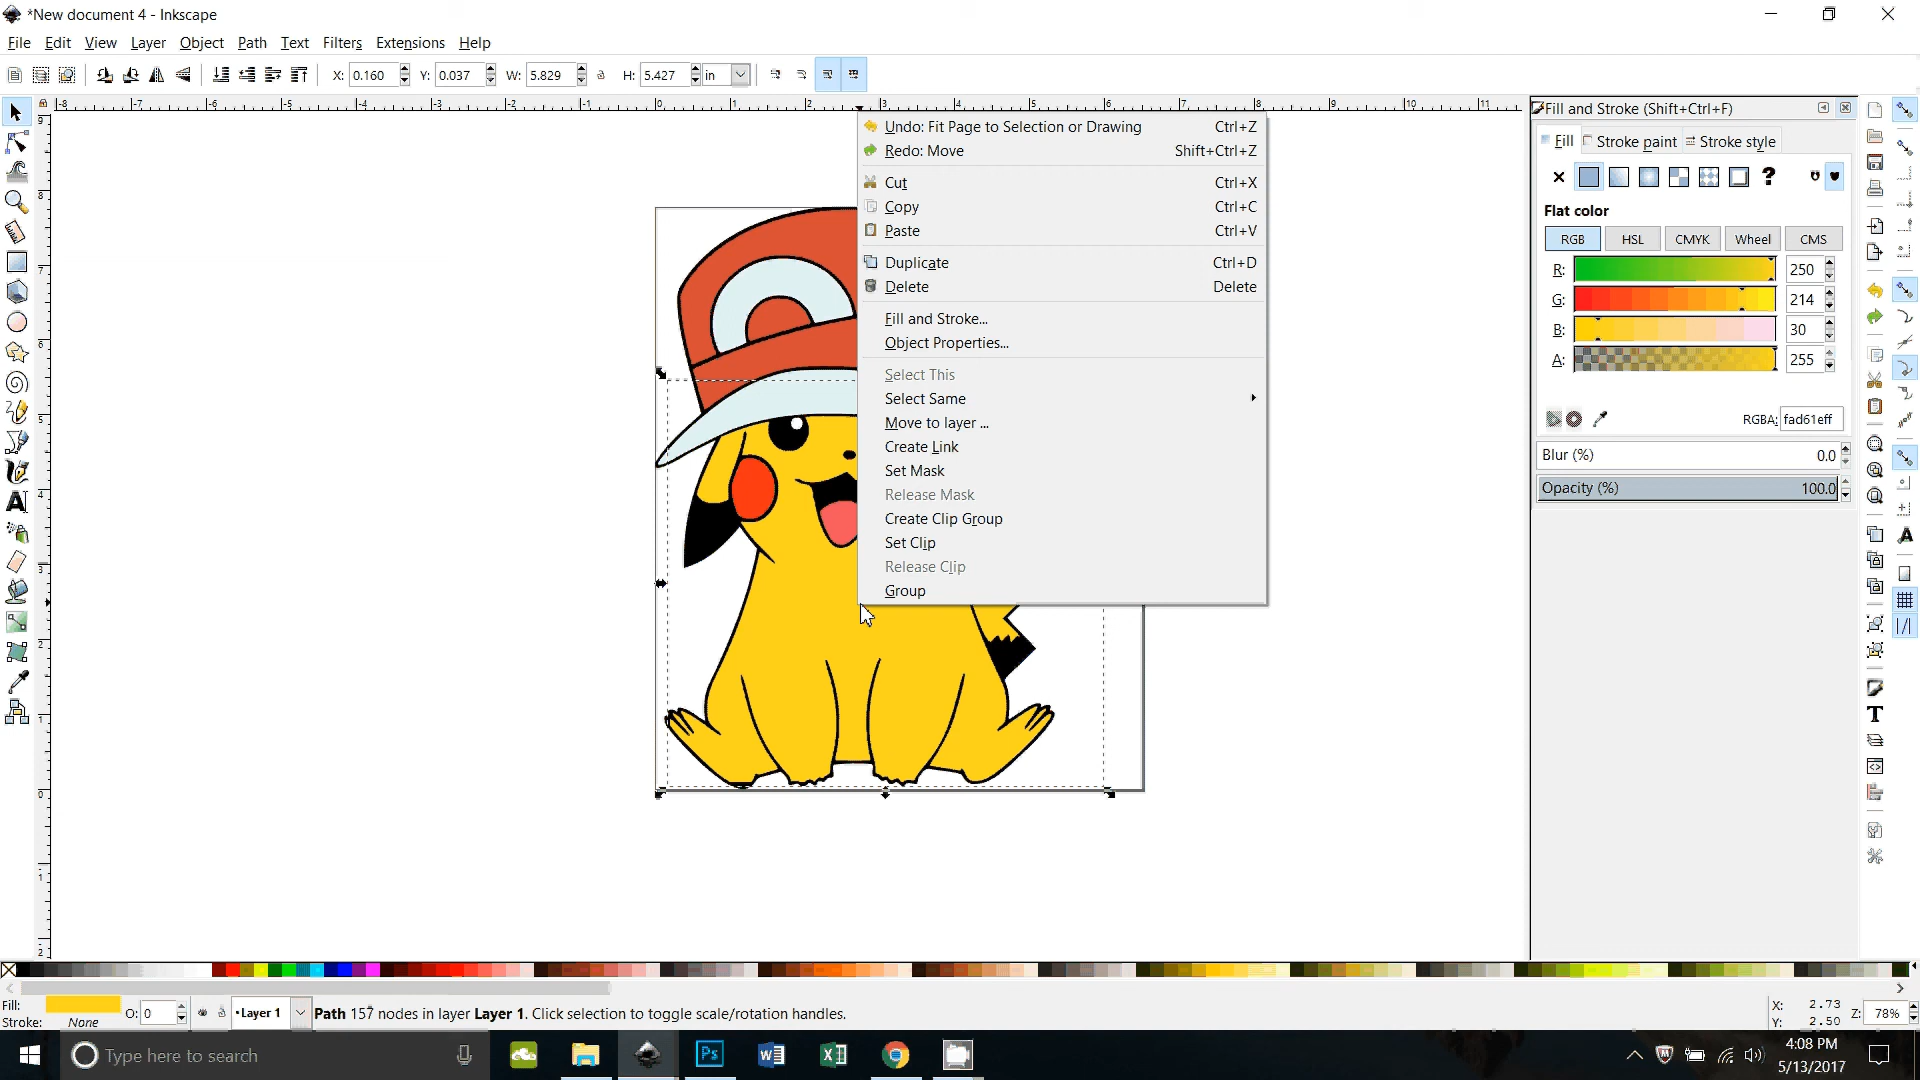 *New document 4 - Inkscape
File Edit View Layer Object Path Text Filters Extensions Help
X: 0.160 Y: 0.037 W: 5.829 H: 5.427 in
Fill and Stroke (Shift+Ctrl+F)
Fill Stroke paint Stroke style
Flat color
RGB HSL CMYK Wheel CMS
R: 250
G: 214
B: 30
A: 255
RGBA: fad61eff
Blur (%) 0.0
Opacity (%) 100.0
Undo: Fit Page to Selection or Drawing Ctrl+Z
Redo: Move Shift+Ctrl+Z
Cut Ctrl+X
Copy Ctrl+C
Paste Ctrl+V
Duplicate Ctrl+D
Delete Delete
Fill and Stroke...
Object Properties...
Select This
Select Same
Move to layer ...
Create Link
Set Mask
Release Mask
Create Clip Group
Set Clip
Release Clip
Group
Fill:
Stroke: None
O: 0
Layer 1
Path 157 nodes in layer Layer 1. Click selection to toggle scale/rotation handles.
X: 2.73
Y: 2.50
Z: 78%
Type here to search
Ps
4:08 PM
5/13/2017